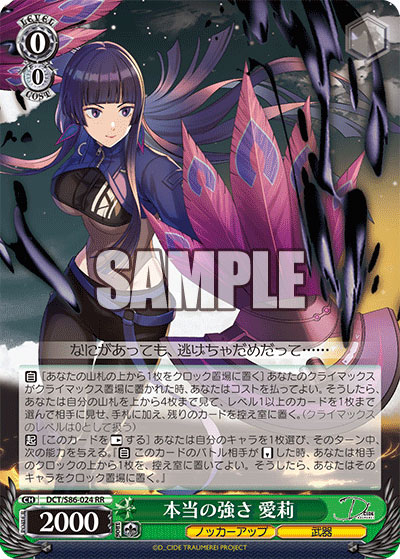 LEVEL
0
0
COST
SAMPLE
なにがあっても、逃げちゃだめだって……
自 [あなたの山札の上から1枚をクロック置場に置く] あなたのクライマックス
がクライマックス置場に置かれた時、あなたはコストを払ってよい。そうしたら、
あなたは自分の山札を上から4枚まで見て、レベル1以上のカードを1枚まで
選んで相手に見せ、手札に加え、残りのカードを控え室に置く。(クライマックス
のレベルは0として扱う)
起 [このカードをする] あなたは自分のキャラを1枚選び、そのターン中、
次の能力を与える。『自 このカードのバトル相手がした時、あなたは相手の
クロックの上から1枚を、控え室に置いてよい。そうしたら、あなたはその
キャラをクロック置場に置く。』
CH DCT/S86-024 RR
2000
本当の強さ 愛莉
ノッカーアップ 武器
©D_CIDE TRAUMEREI PROJECT